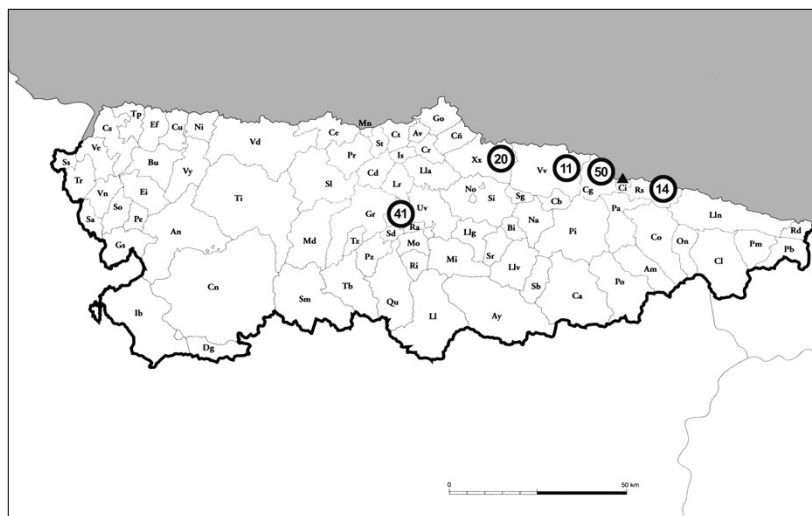 Tp
Cs
Ef
Cu
Ni
Go
Mn
Ce
Ct
Av
Cñ
Vd
St
Cr
Ve
Pr
Is
Xx
20
Ss
Bu
Vy
Cd
Lla
Vv
11
50
Tr
Sl
Lr
Ci
Rs
14
Vn
Ei
Ti
No
Si
Sg
Cb
Cg
So
Gr
41
Uv
Pa
Lln
Sa
Pe
An
Sd
Ra
Llg
Bi
Na
Pi
Co
On
Rd
Gs
Md
Tz
Mo
Pm
Pb
Pz
Mi
Sr
Cl
Ri
Llv
Am
Cn
Sm
Tb
Qu
Sb
Ca
Po
Ll
Ay
Ib
Dg
0
50 km